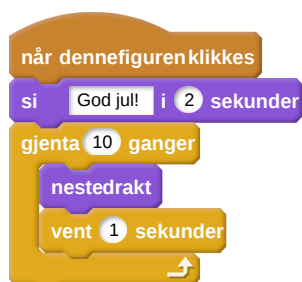 når dennefiguren klikkes
si God jul! i 2 sekunder
gjenta 10 ganger
nestedrakt
vent 1 sekunder